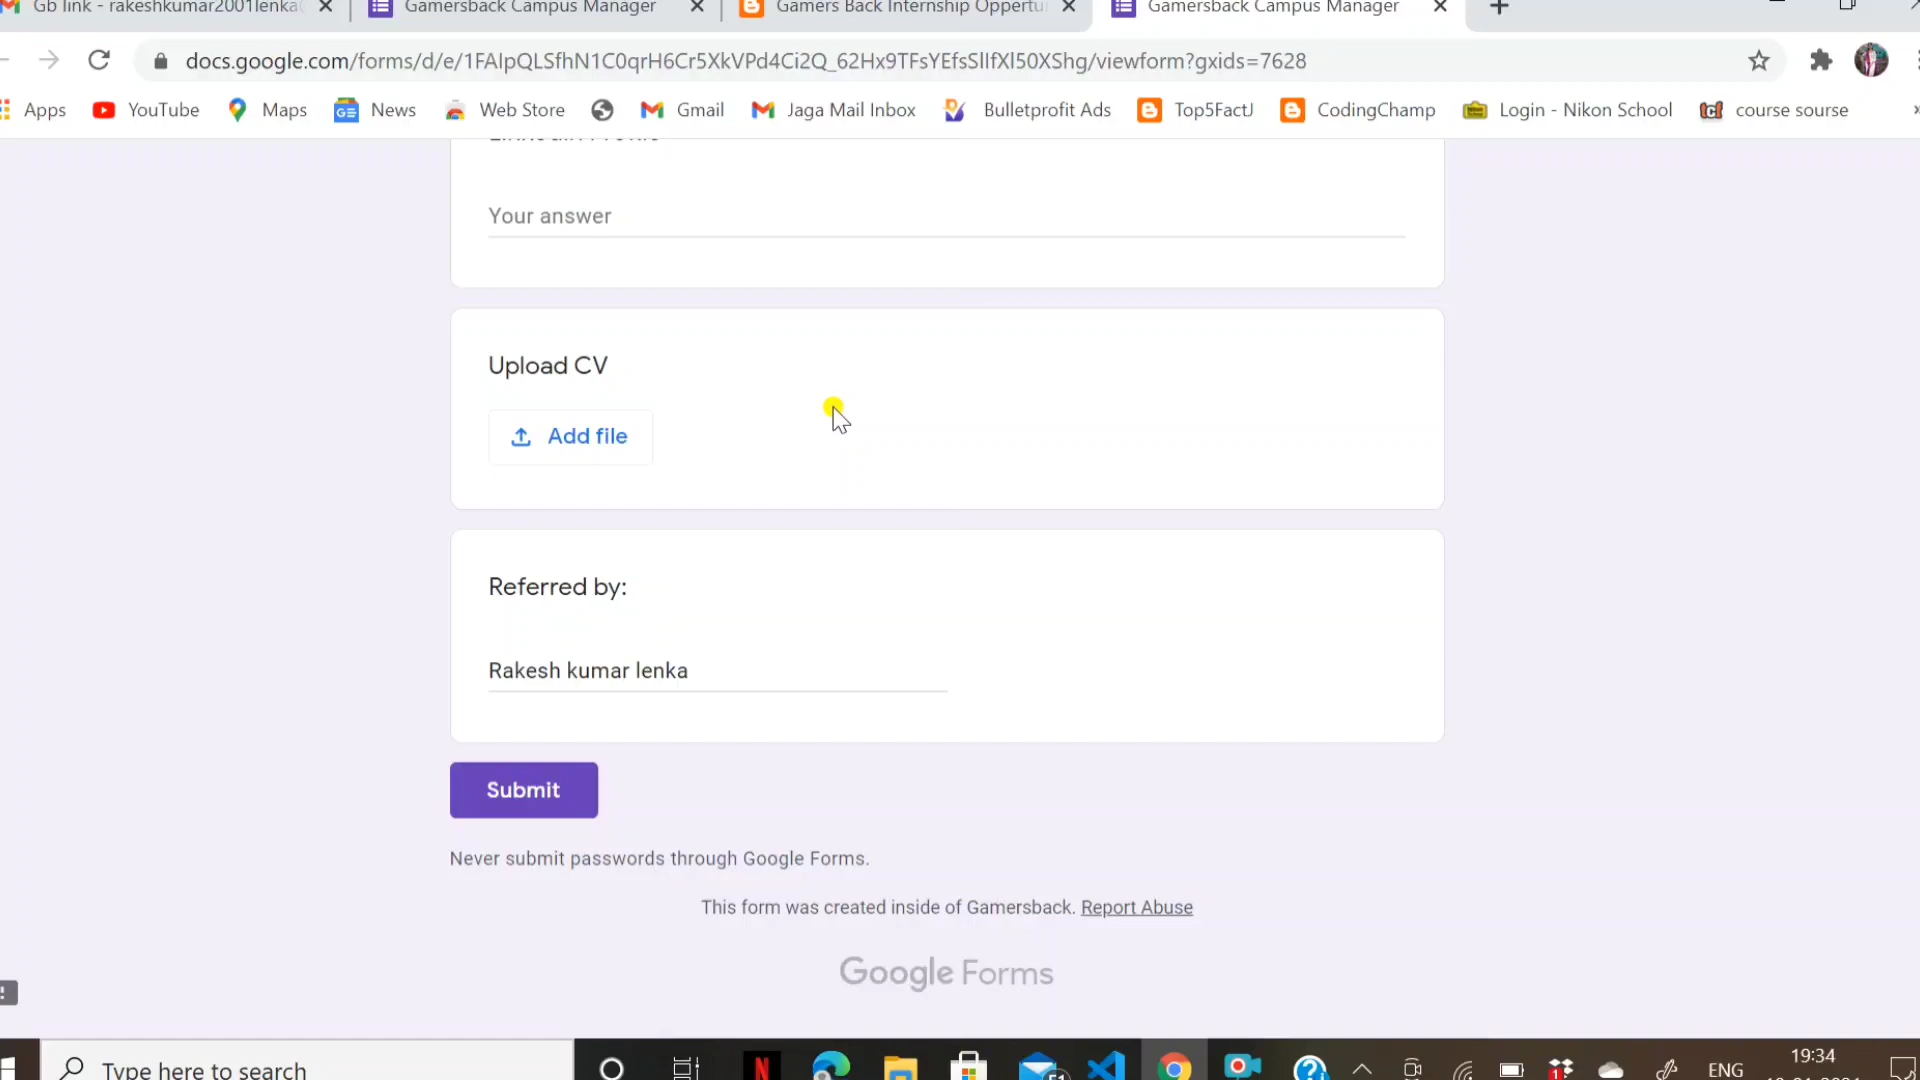 Gb link - rakeshkumar2001lenka
Gamersback Campus Manager
Gamers Back Internship Oppertu
Gamersback Campus Manager
docs.google.com/forms/d/e/1FAIpQLSfhN1C0qrH6Cr5XkVPd4Ci2Q_62Hx9TFsYEfsSlIfXl50XShg/viewform?gxids=7628
Apps
YouTube
Maps
News
Web Store
Gmail
Jaga Mail Inbox
Bulletprofit Ads
Top5FactJ
CodingChamp
Login - Nikon School
course sourse
Your answer
Upload CV
Add file
Referred by:
Rakesh kumar lenka
Submit
Never submit passwords through Google Forms.
This form was created inside of Gamersback. Report Abuse
Google Forms
Type here to search
ENG
19:34